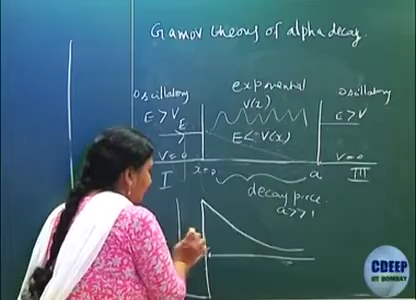 Gamov theory of alpha decay.
Oscillatory
exponential
Oscillatory
E > V
V(x)
E > V
E
E < V(x)
V = 0
V = 0
I
x = 0
a
III
decay piece
a >> 1
CDEEP
IIT BOMBAY